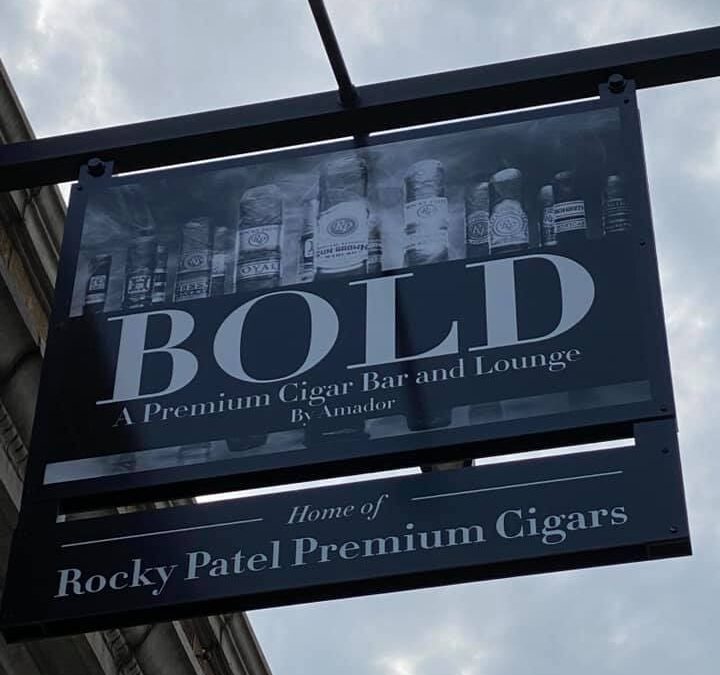 BOLD
A Premium Cigar Bar and Lounge
By Amador
Home of
Rocky Patel Premium Cigars